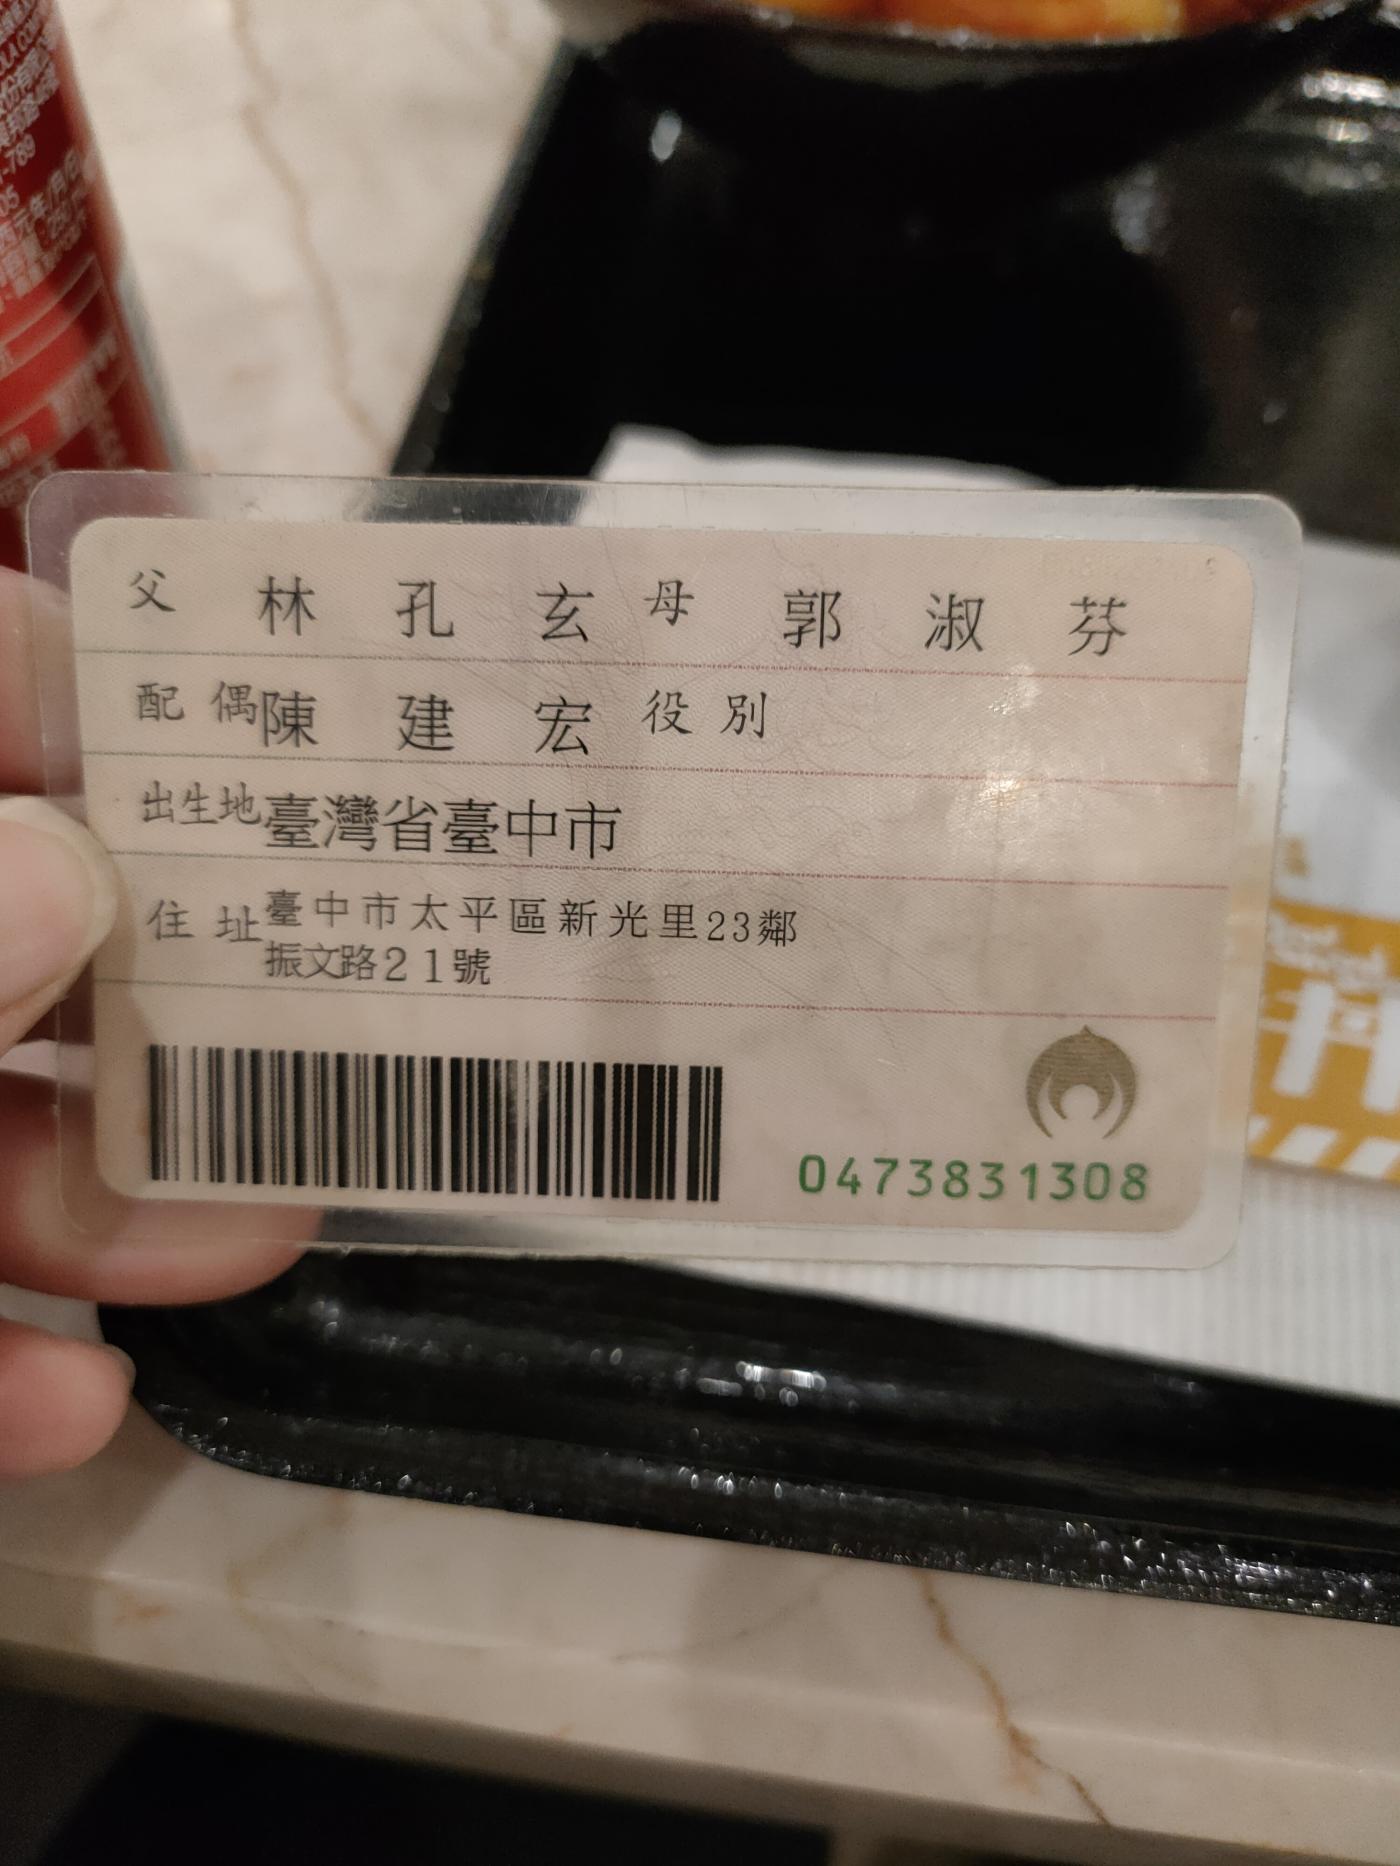 父 林 孔 玄 母 郭 淑 芬
配偶 陳 建 宏 役別
出生地 臺灣省臺中市
住址 臺中市太平區新光里23鄰
振文路21號
0473831308